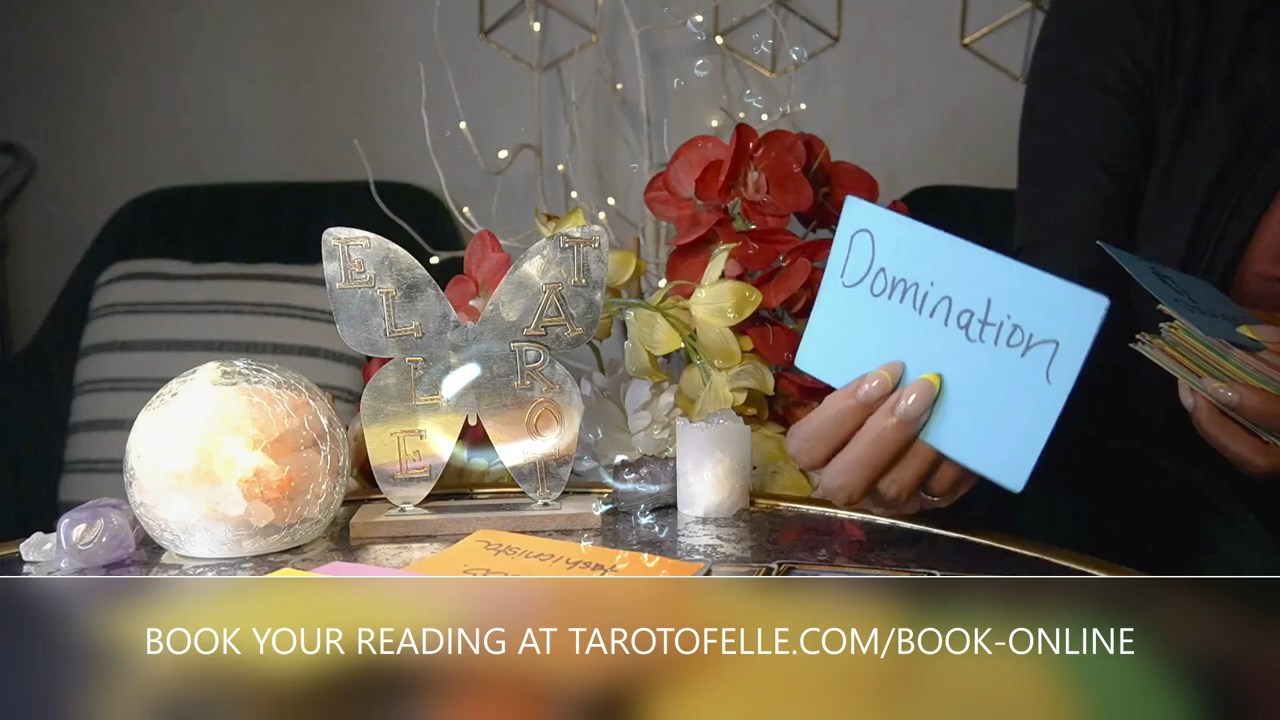 ELLE
TAROT
Domination
fashionista
BOOK YOUR READING AT TAROTOFELLE.COM/BOOK-ONLINE